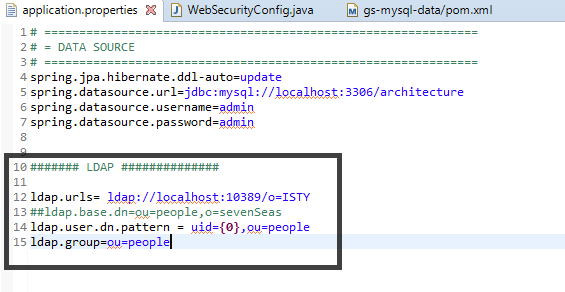 application.properties WebSecurityConfig.java gs-mysql-data/pom.xml
1 # ==============================================================
2 # = DATA SOURCE
3 # ==============================================================
4 spring.jpa.hibernate.ddl-auto=update
5 spring.datasource.url=jdbc:mysql://localhost:3306/architecture
6 spring.datasource.username=admin
7 spring.datasource.password=admin
8
9
10 ####### LDAP ##############
11
12 ldap.urls= ldap://localhost:10389/o=ISTY
13 ##ldap.base.dn=ou=people,o=sevenSeas
14 ldap.user.dn.pattern = uid={0},ou=people
15 ldap.group=ou=people